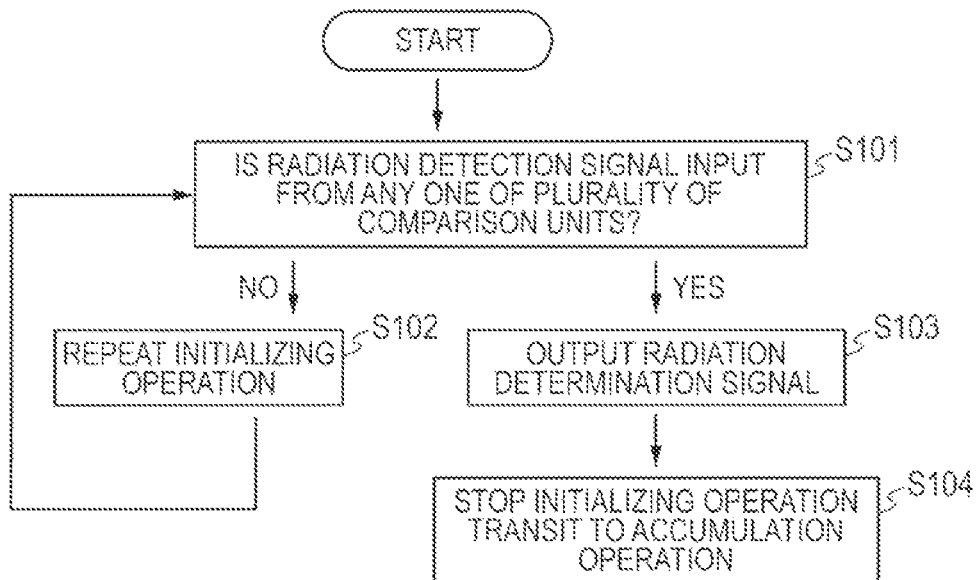 START
IS RADIATION DETECTION SIGNAL INPUT
FROM ANY ONE OF PLURALITY OF
COMPARISON UNITS?
S101
NO
YES
REPEAT INITIALIZING
OPERATION
S102
OUTPUT RADIATION
DETERMINATION SIGNAL
S103
STOP INITIALIZING OPERATION
TRANSIT TO ACCUMULATION
OPERATION
S104